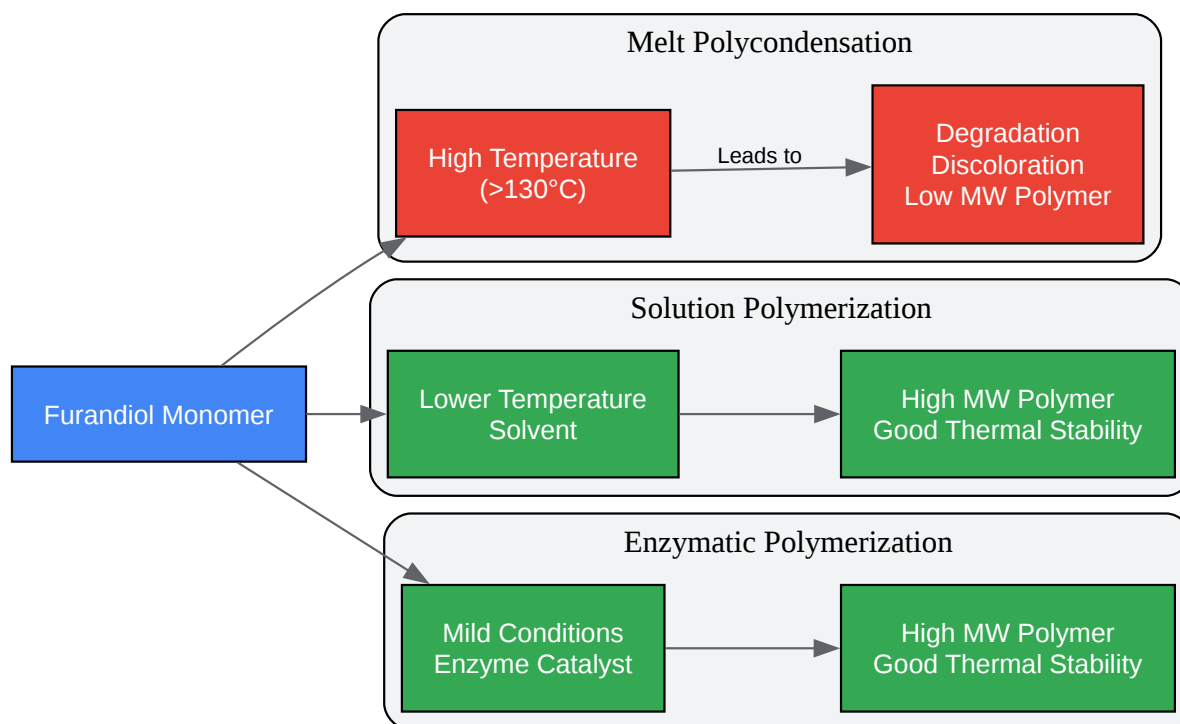 Melt Polycondensation
High Temperature
(>130°C)
Leads to
Degradation
Discoloration
Low MW Polymer
Solution Polymerization
Furandiol Monomer
Lower Temperature
Solvent
High MW Polymer
Good Thermal Stability
Enzymatic Polymerization
Mild Conditions
Enzyme Catalyst
High MW Polymer
Good Thermal Stability